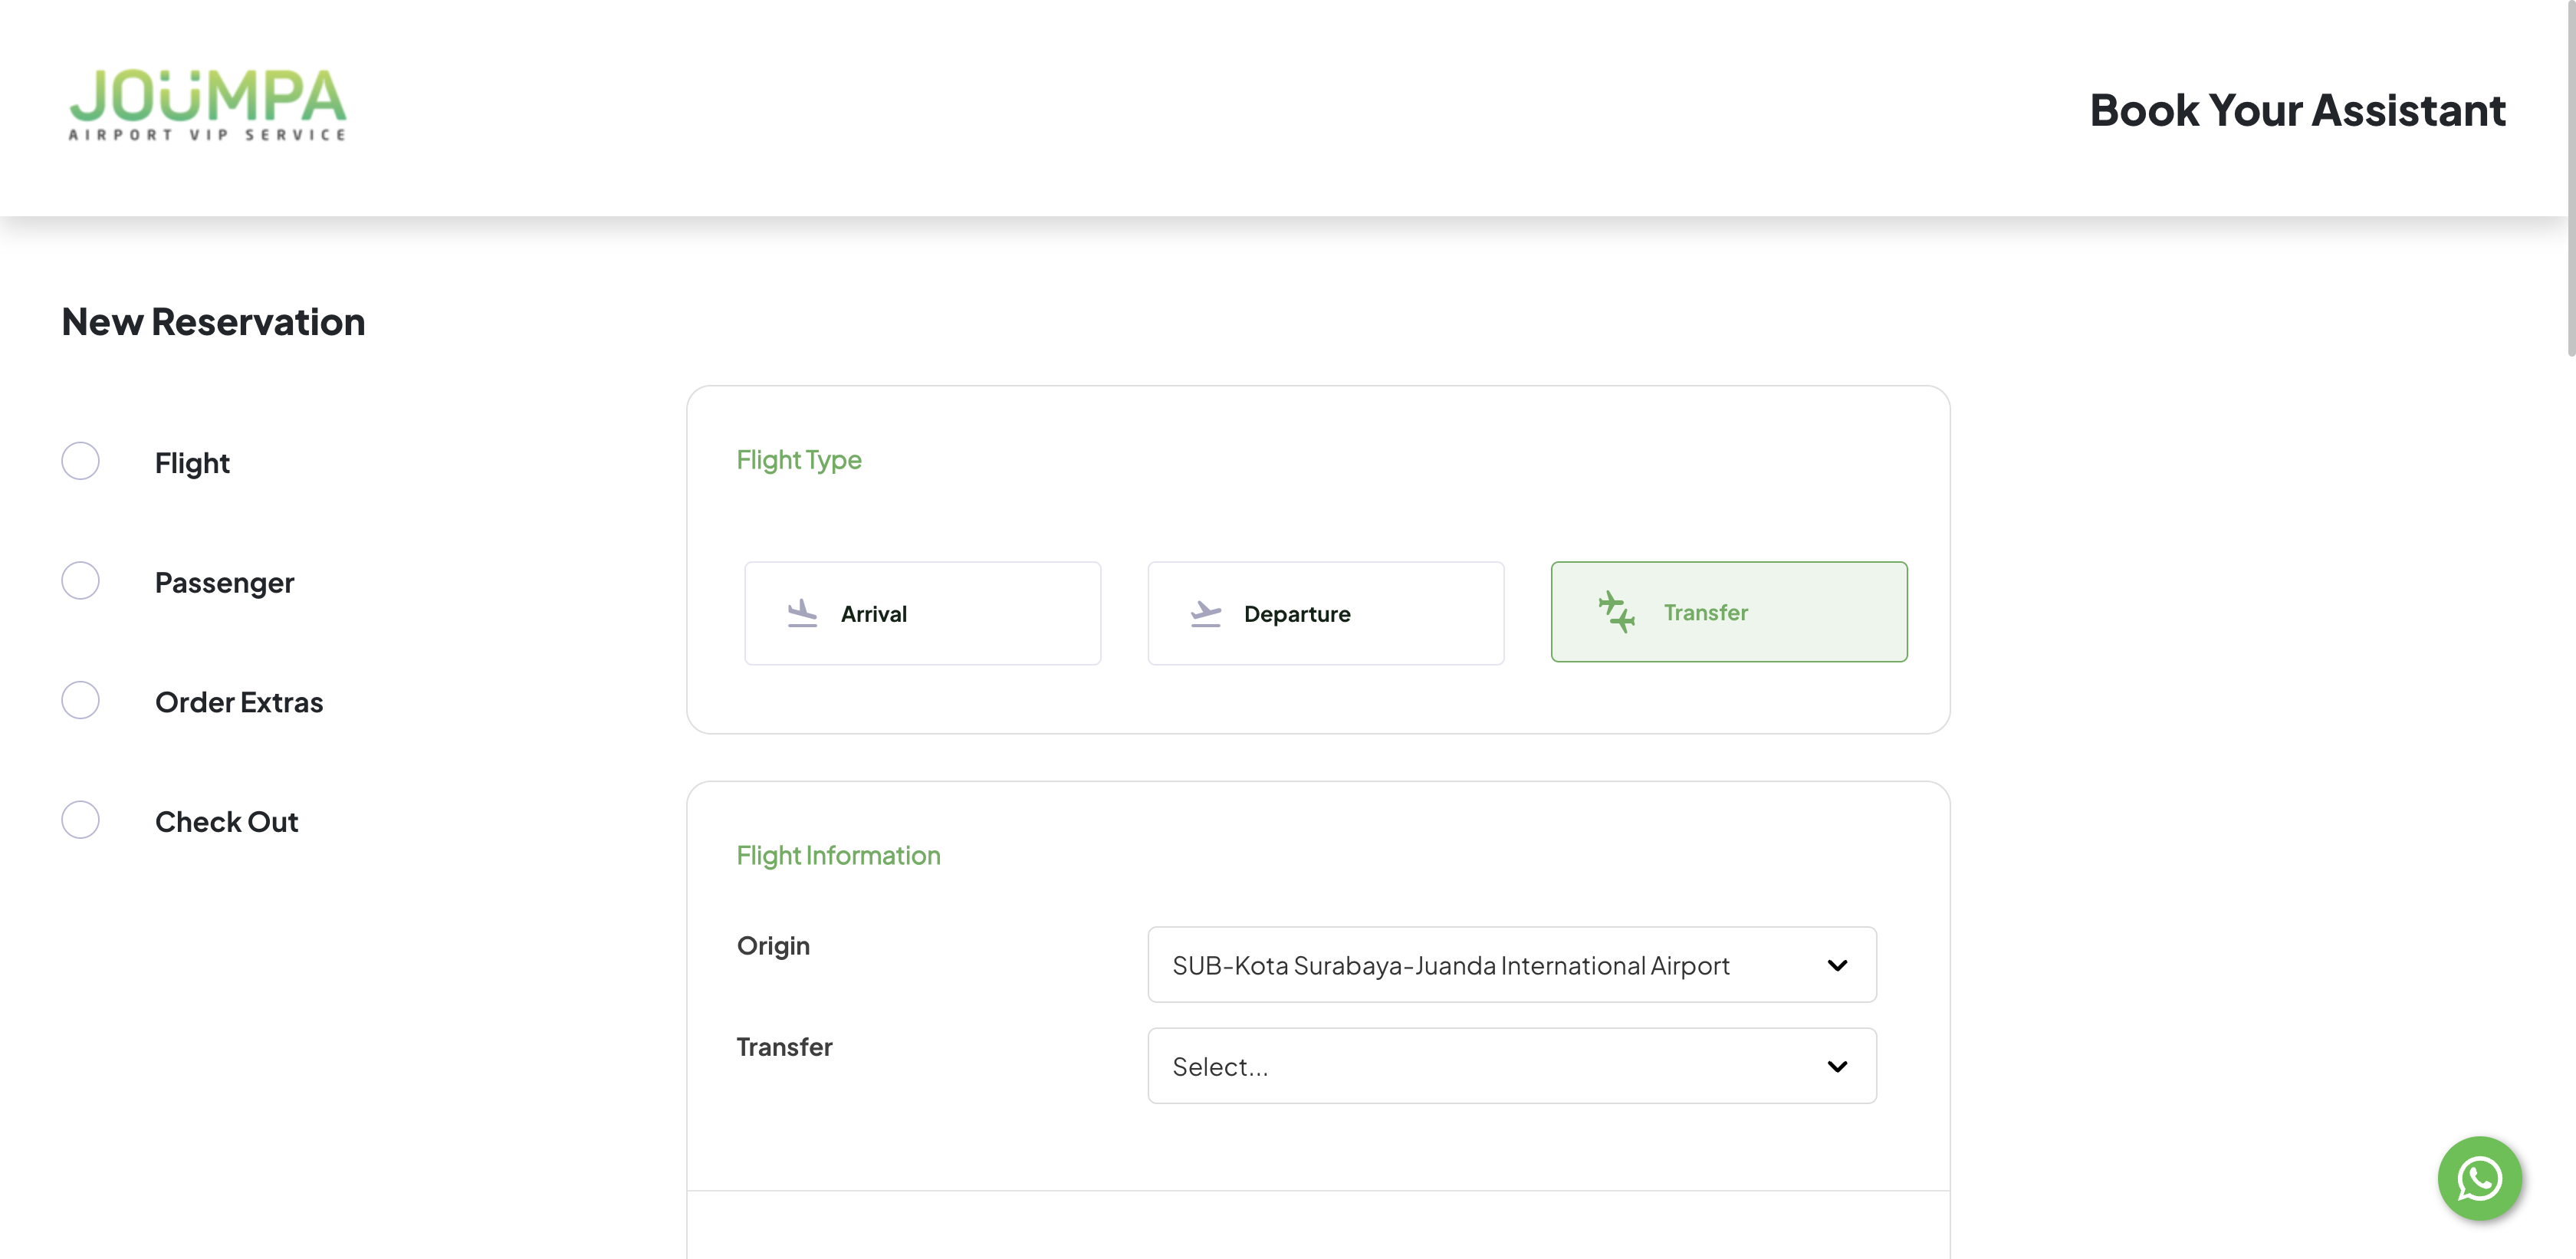 JOÜMPA
AIRPORT VIP SERVICE
Book Your Assistant
New Reservation
Flight
Passenger
Order Extras
Check Out
Flight Type
Arrival
Departure
Transfer
Flight Information
Origin
SUB-Kota Surabaya-Juanda International Airport
Transfer
Select...